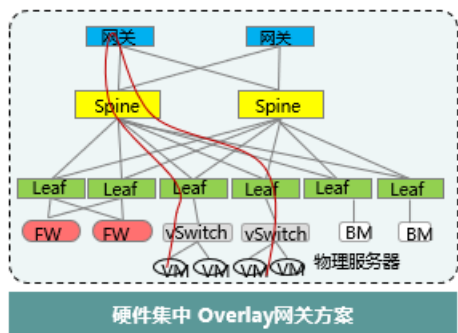 网关 网关
Spine Spine
Leaf Leaf Leaf Leaf Leaf Leaf
FW FW vSwitch vSwitch BM BM
VM VM VM VM 物理服务器
硬件集中 Overlay网关方案